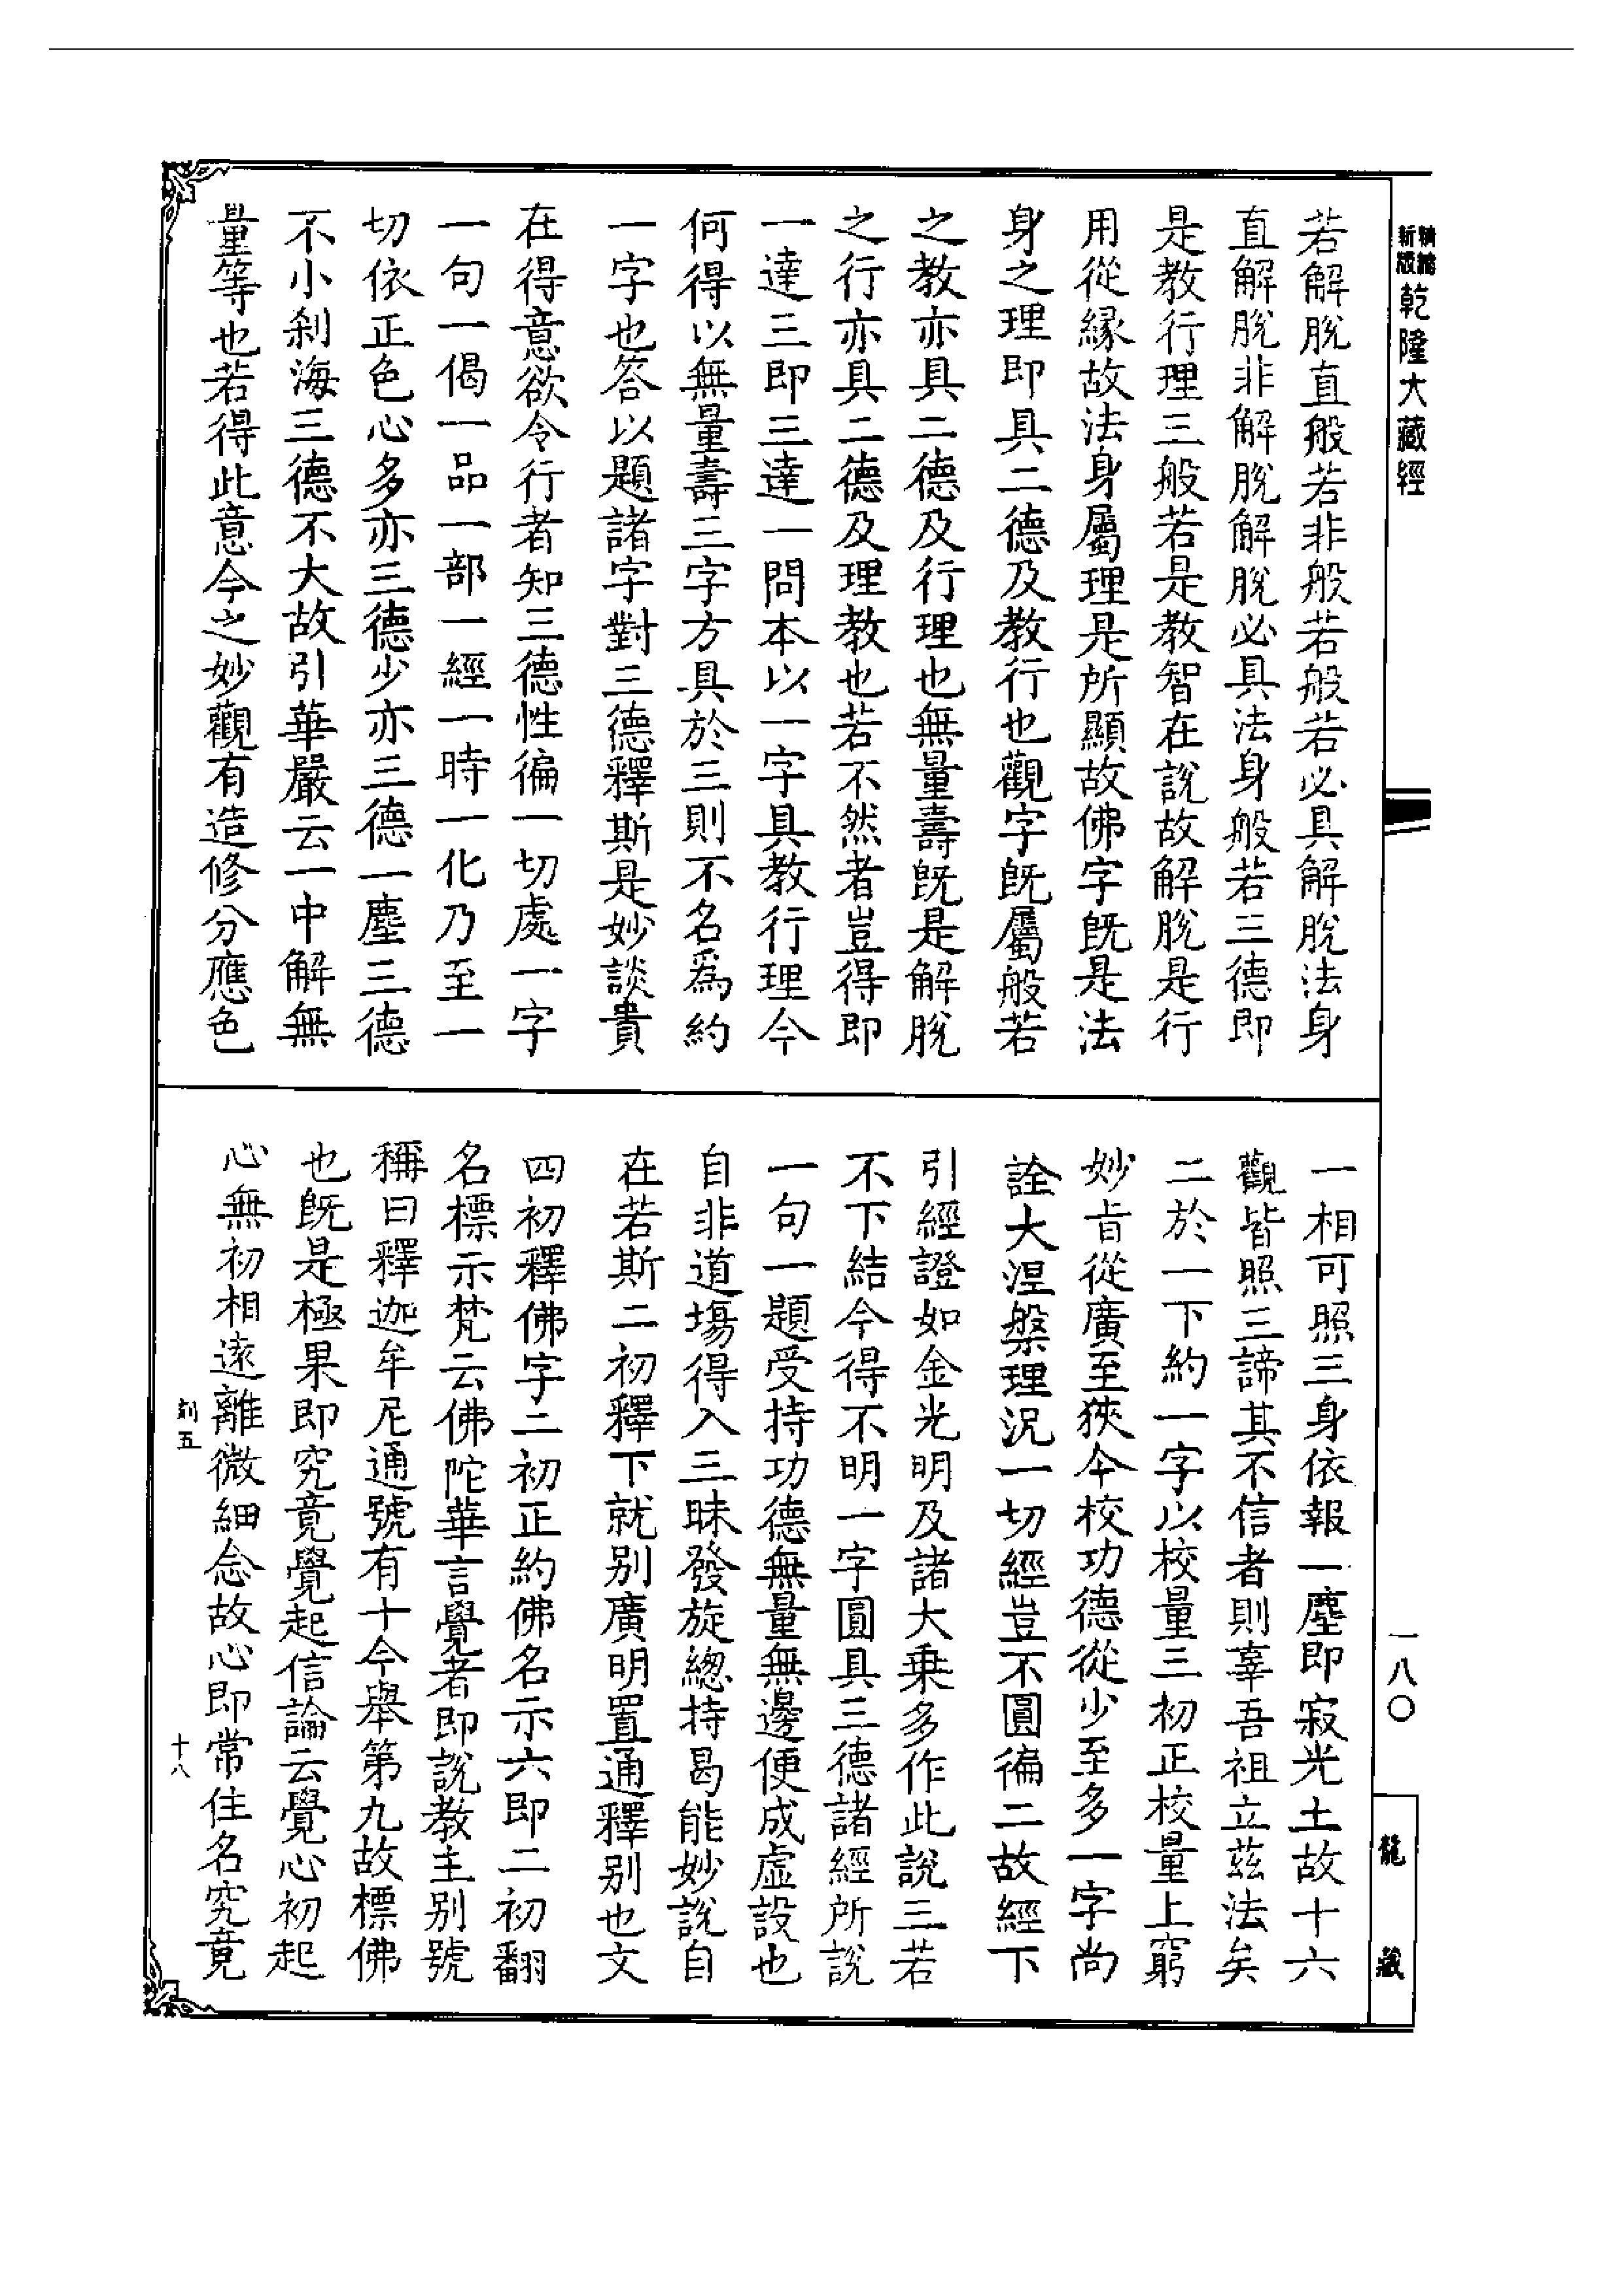 精縮新版乾隆大藏經
若解脫直般若非般若般若必具解脫法身
直解脫非解脫解脫必具法身般若三德即
是教行理三般若是教智在說故解脫是行
用從緣故法身屬理是所顯故佛字既是法
身之理即具二德及教行也觀字既屬般若
之教亦具二德及行理也無量壽既是解脫
之行亦具二德及理教也若不然者豈得即
一達三即三達一問本以一字具教行理今
何得以無量壽三字方具於三則不名為約
一字也答以題諸字對三德釋斯是妙談貴
在得意欲令行者知三德性徧一切處一字
一句一偈一品一部一經一時一化乃至一
切依正色心多亦三德少亦三德一塵三德
不小刹海三德不大故引華嚴云一中解無
量等也若得此意今之妙觀有造修分應色
一相可照三身依報一塵即寂光土故十六
觀皆照三諦其不信者則辜吾祖立茲法矣
二於一下約一字以校量三初正校量上窮
妙旨從廣至狹今校功德從少至多一字尚
詮大涅槃理況一切經豈不圓徧二故經下
引經證如金光明及諸大乘多作此說三若
不下結今得不明一字圓具三德諸經所說
一句一題受持功德無量無邊便成虛設也
自非道場得入三昧發旋總持曷能妙說自
在若斯二初釋下就別廣明置通釋別也文
四初釋佛字二初正約佛名示六即二初翻
名標示梵云佛陀華言覺者即說教主別號
稱曰釋迦牟尼通號有十今舉第九故標佛
也既是極果即究竟覺起信論云覺心初起
心無初相遠離微細念故心即常住名究竟
刻五
十八
一八〇
龍藏